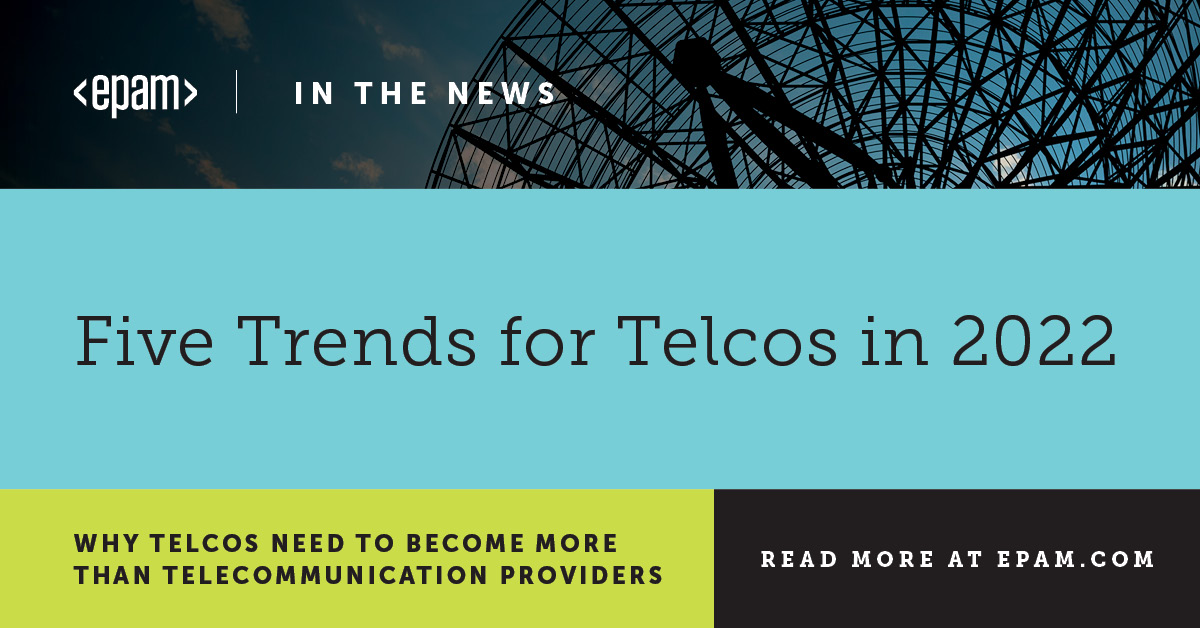 <epam> | IN THE NEWS
Five Trends for Telcos in 2022
WHY TELCOS NEED TO BECOME MORE
THAN TELECOMMUNICATION PROVIDERS
READ MORE AT EPAM.COM